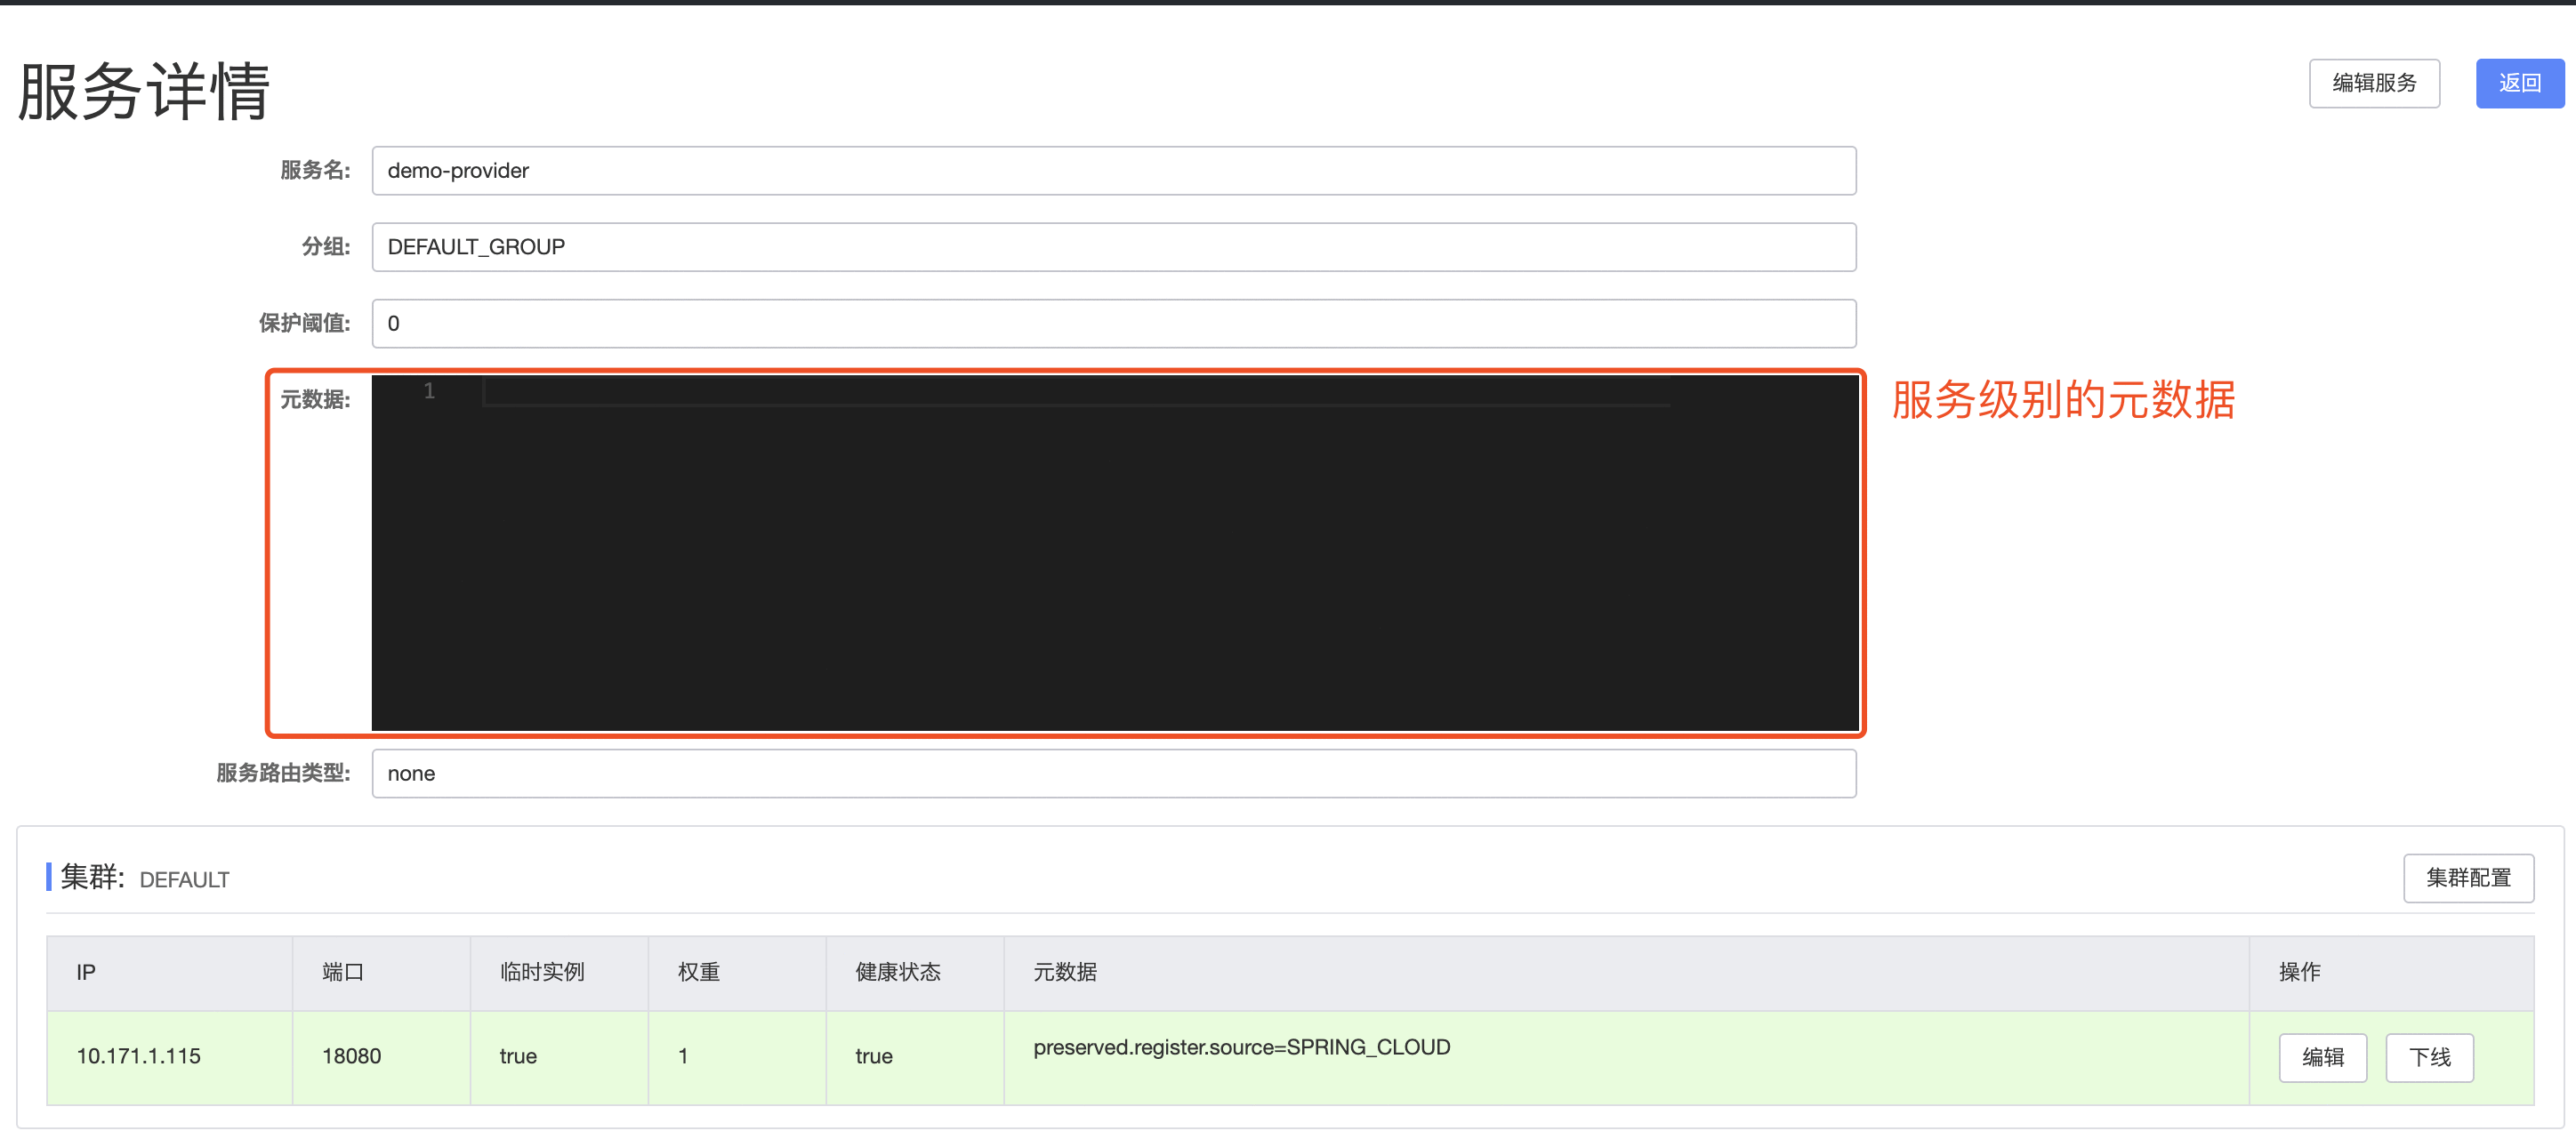 服务详情
编辑服务 返回
服务名: demo-provider
分组: DEFAULT_GROUP
保护阈值: 0
元数据: 1
服务级别的元数据
服务路由类型: none
集群: DEFAULT
集群配置
IP 端口 临时实例 权重 健康状态 元数据 操作
10.171.1.115 18080 true 1 true preserved.register.source=SPRING_CLOUD 编辑 下线